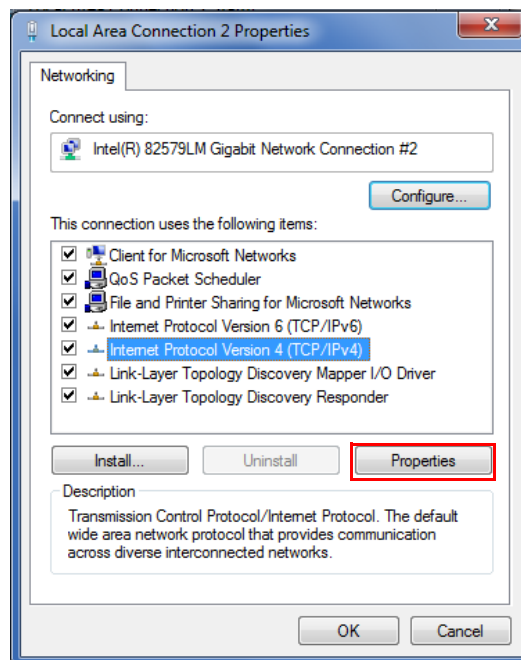 Local Area Connection 2 Properties
Networking
Connect using:
Intel(R) 82579LM Gigabit Network Connection #2
Configure...
This connection uses the following items:
Client for Microsoft Networks
QoS Packet Scheduler
File and Printer Sharing for Microsoft Networks
Internet Protocol Version 6 (TCP/IPv6)
Internet Protocol Version 4 (TCP/IPv4)
Link-Layer Topology Discovery Mapper I/O Driver
Link-Layer Topology Discovery Responder
Install... Uninstall Properties
Description
Transmission Control Protocol/Internet Protocol. The default
wide area network protocol that provides communication
across diverse interconnected networks.
OK Cancel